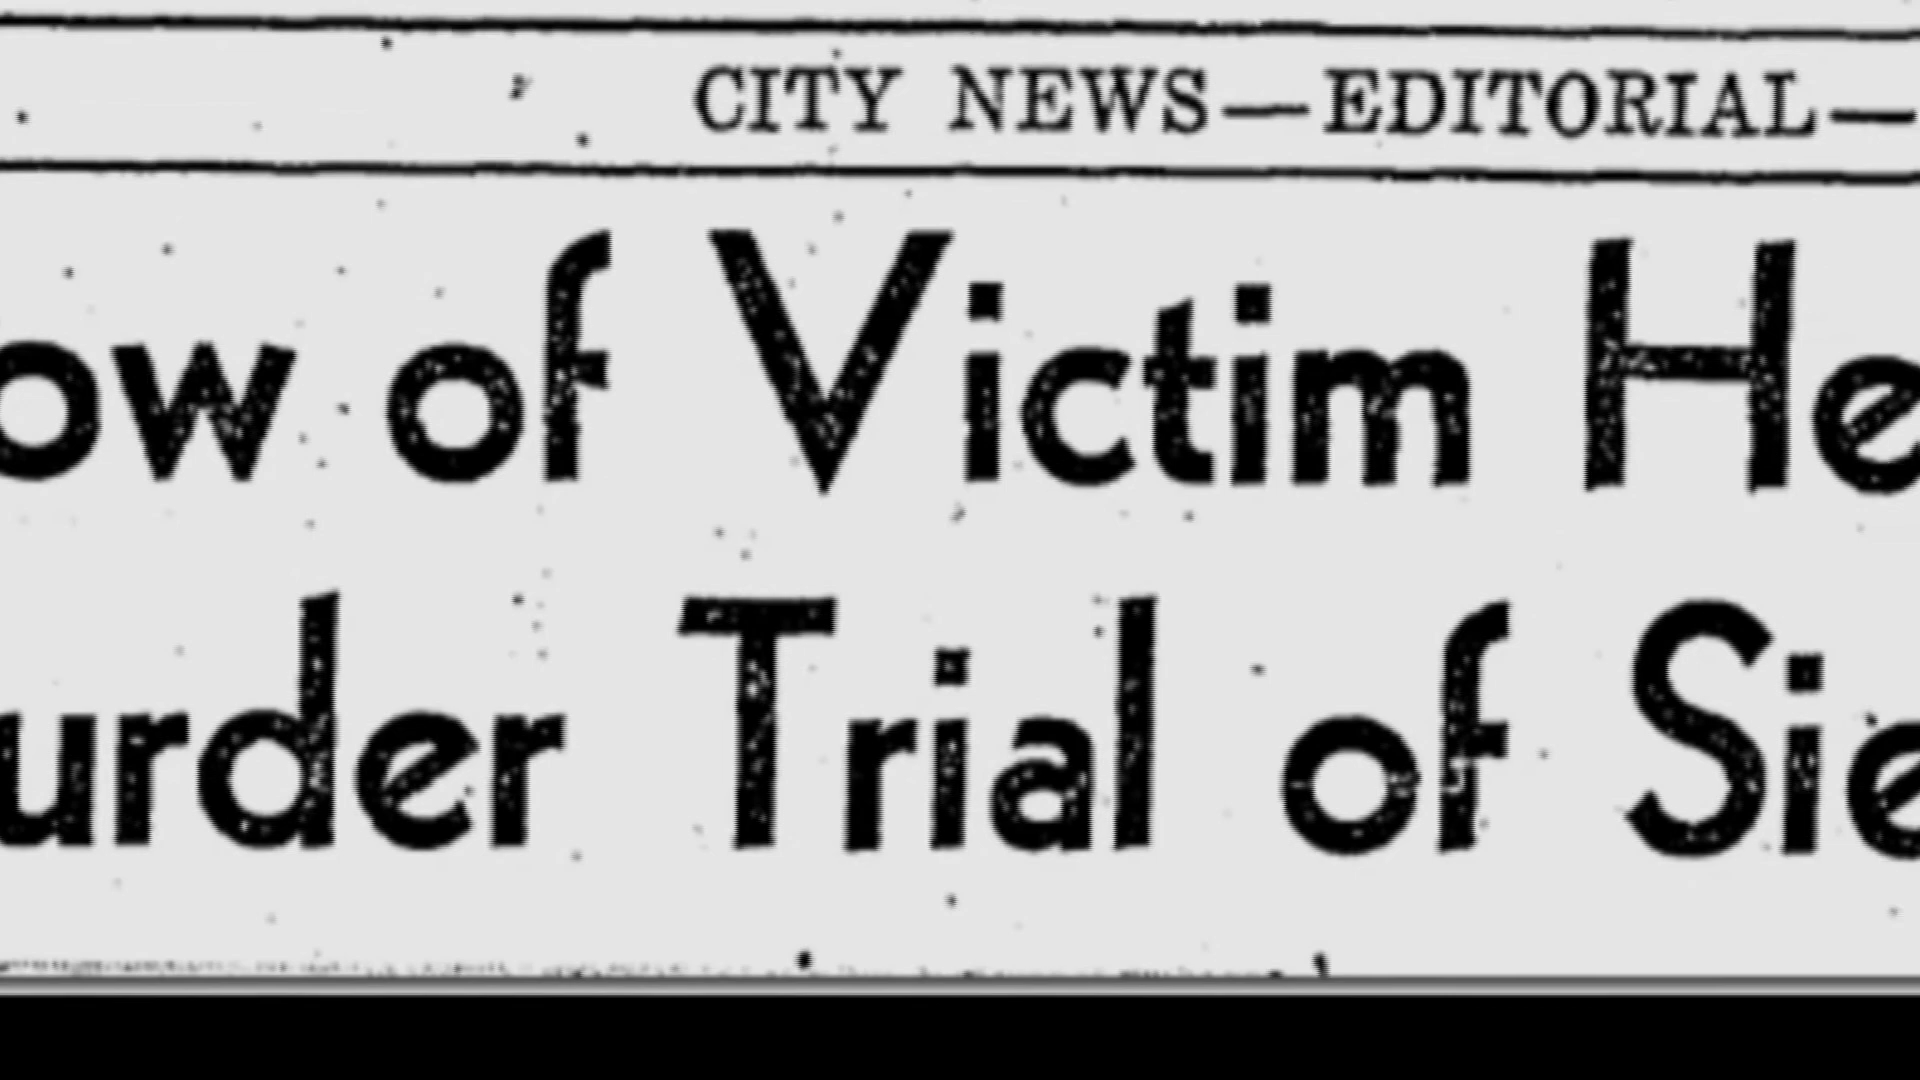 CITY NEWS—EDITORIAL—
ow of Victim He
urder Trial of Sie